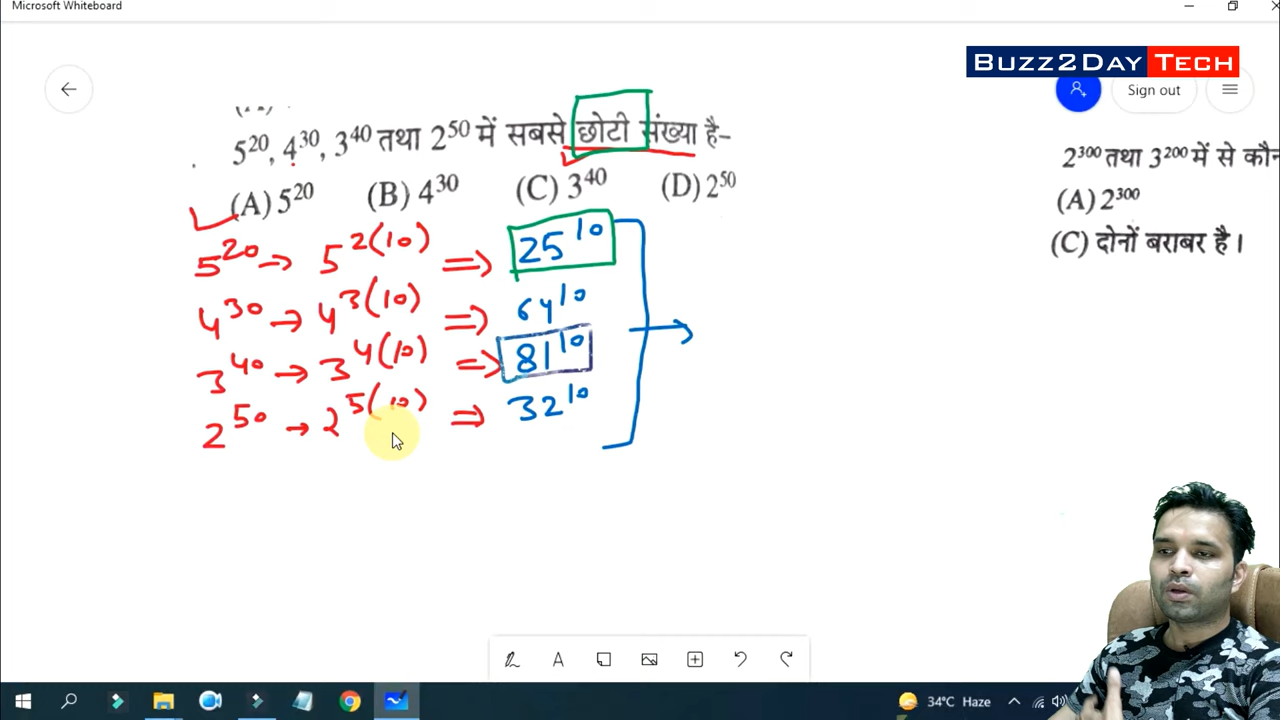 Microsoft Whiteboard
Buzz2Day Tech
Sign out
5²⁰, 4³⁰, 3⁴⁰ तथा 2⁵⁰ में सबसे छोटी संख्या है–
(A) 5²⁰ (B) 4³⁰ (C) 3⁴⁰ (D) 2⁵⁰
5²⁰ → 5²⁽¹⁰⁾ ⇒ 25¹⁰
4³⁰ → 4³⁽¹⁰⁾ ⇒ 64¹⁰
3⁴⁰ → 3⁴⁽¹⁰⁾ ⇒ 81¹⁰
2⁵⁰ → 2⁵⁽¹⁰⁾ ⇒ 32¹⁰
2³⁰⁰ तथा 3²⁰⁰ में से कौन
(A) 2³⁰⁰
(C) दोनों बराबर है।
34°C Haze